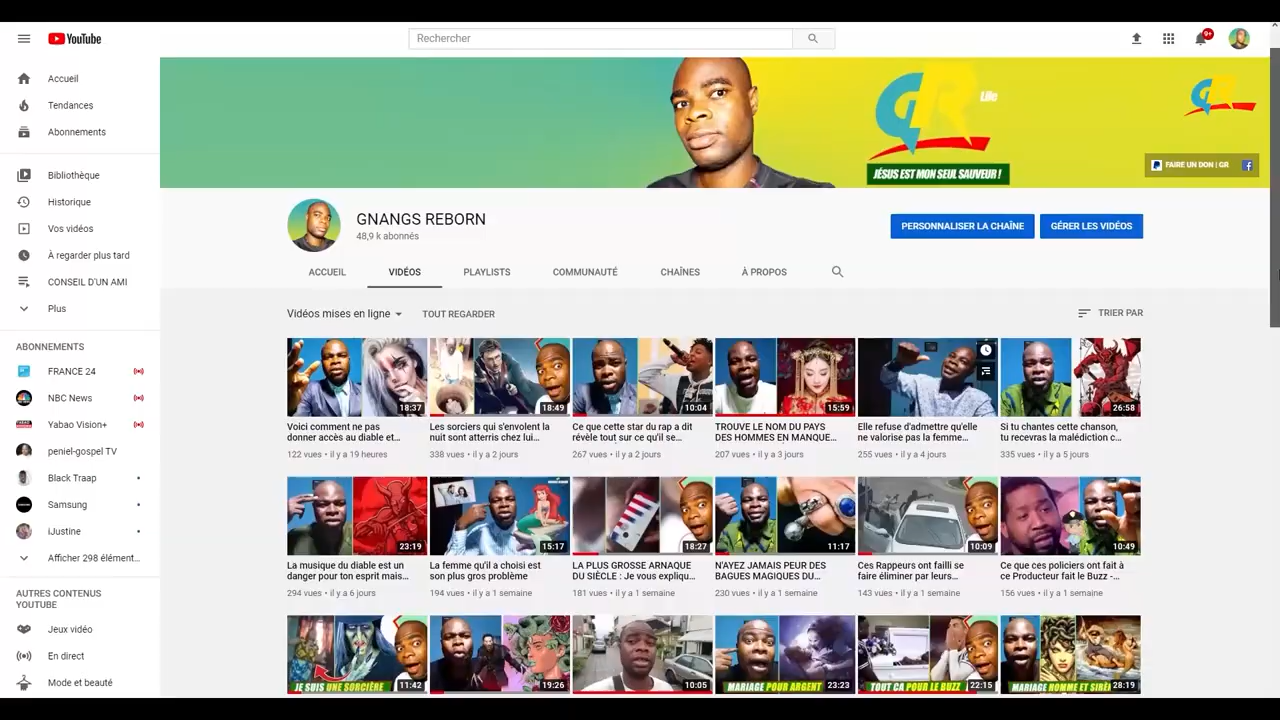 YouTube
Rechercher
9+
Accueil
Tendances
Abonnements
Bibliothèque
Historique
Vos vidéos
À regarder plus tard
CONSEIL D'UN AMI
Plus
ABONNEMENTS
FRANCE 24
NBC News
Yabao Vision+
peniel-gospel TV
Black Traap
Samsung
iJustine
Afficher 298 élément...
AUTRES CONTENUS
YOUTUBE
Jeux vidéo
En direct
Mode et beauté
GR
Life
JÉSUS EST MON SEUL SAUVEUR !
GR
FAIRE UN DON | GR
GNANGS REBORN
48,9 k abonnés
PERSONNALISER LA CHAÎNE
GÉRER LES VIDÉOS
ACCUEIL
VIDÉOS
PLAYLISTS
COMMUNAUTÉ
CHAÎNES
À PROPOS
Vidéos mises en ligne
TOUT REGARDER
TRIER PAR
18:37
Voici comment ne pas
donner accès au diable et...
122 vues • il y a 19 heures
18:49
Les sorciers qui s'envolent la
nuit sont atterris chez lui...
338 vues • il y a 2 jours
10:04
Ce que cette star du rap a dit
révèle tout sur ce qu'il se...
267 vues • il y a 2 jours
15:59
TROUVE LE NOM DU PAYS
DES HOMMES EN MANQUE...
207 vues • il y a 3 jours
Elle refuse d'admettre qu'elle
ne valorise pas la femme...
255 vues • il y a 4 jours
26:58
Si tu chantes cette chanson,
tu recevras la malédiction c...
335 vues • il y a 5 jours
23:19
La musique du diable est un
danger pour ton esprit mais...
294 vues • il y a 6 jours
15:17
La femme qu'il a choisi est
son plus gros problème
194 vues • il y a 1 semaine
18:27
LA PLUS GROSSE ARNAQUE
DU SIÈCLE : Je vous expliqu...
181 vues • il y a 1 semaine
11:17
N'AYEZ JAMAIS PEUR DES
BAGUES MAGIQUES DU...
230 vues • il y a 1 semaine
10:09
Ces Rappeurs ont failli se
faire éliminer par leurs...
143 vues • il y a 1 semaine
10:49
Ce que ces policiers ont fait à
ce Producteur fait le Buzz -...
156 vues • il y a 1 semaine
JE SUIS UNE SORCIÈRE
11:42
19:26
10:05
MARIAGE POUR ARGENT
23:23
TOUT ÇA POUR LE BUZZ
22:15
MARIAGE HOMME ET SIRÈ
28:19